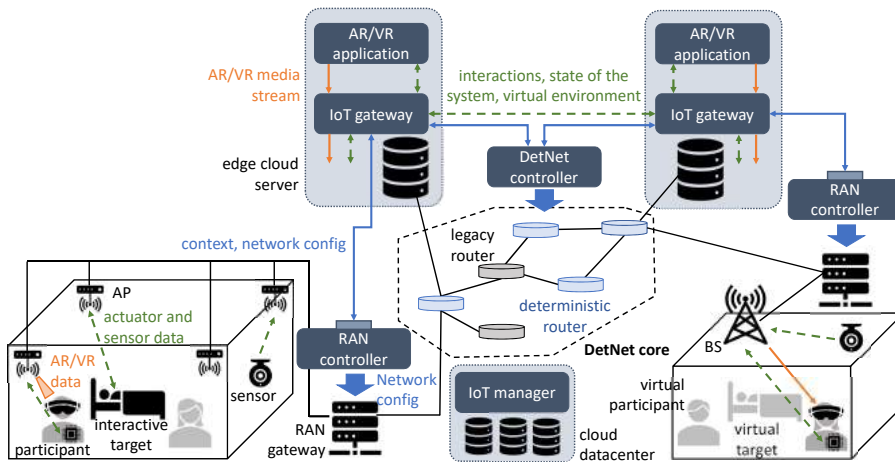 AR/VR
application
AR/VR
application
AR/VR media
stream
interactions, state of the
system, virtual environment
IoT gateway
IoT gateway
edge cloud
server
DetNet
controller
RAN
controller
context, network config
legacy
router
deterministic
router
DetNet core
AP
actuator and
sensor data
AR/VR
data
sensor
participant
interactive
target
RAN
controller
Network
config
RAN
gateway
IoT manager
cloud
datacenter
BS
virtual
participant
virtual
target